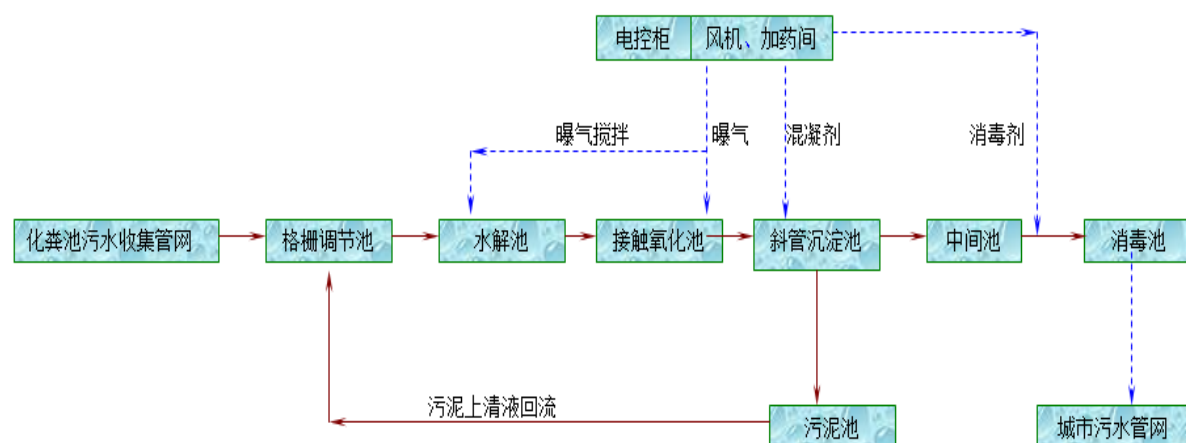 电控柜 风机、加药间
曝气搅拌 曝气 混凝剂 消毒剂
化粪池污水收集管网 格栅调节池 水解池 接触氧化池 斜管沉淀池 中间池 消毒池
污泥上清液回流 污泥池 城市污水管网